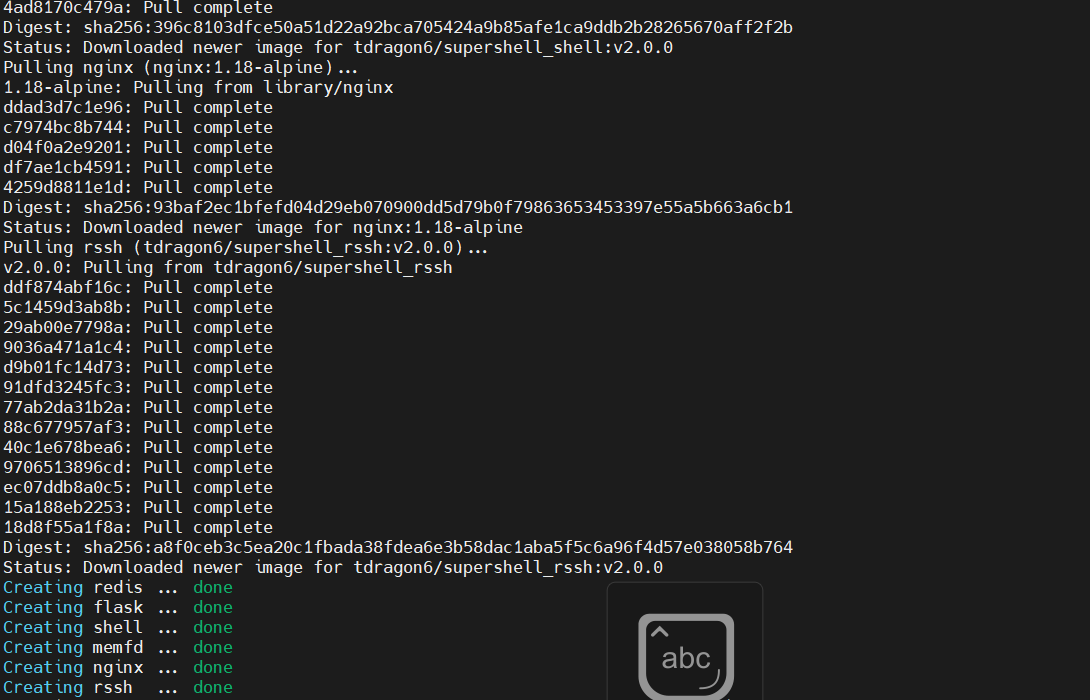 4ad8170c479a: Pull complete
Digest: sha256:396c8103dfce50a51d22a92bca705424a9b85afe1ca9ddb2b28265670aff2f2b
Status: Downloaded newer image for tdragon6/supershell_shell:v2.0.0
Pulling nginx (nginx:1.18-alpine)...
1.18-alpine: Pulling from library/nginx
ddad3d7c1e96: Pull complete
c7974bc8b744: Pull complete
d04f0a2e9201: Pull complete
df7ae1cb4591: Pull complete
4259d8811e1d: Pull complete
Digest: sha256:93baf2ec1bfefd04d29eb070900dd5d79b0f79863653453397e55a5b663a6cb1
Status: Downloaded newer image for nginx:1.18-alpine
Pulling rssh (tdragon6/supershell_rssh:v2.0.0)...
v2.0.0: Pulling from tdragon6/supershell_rssh
ddf874abf16c: Pull complete
5c1459d3ab8b: Pull complete
29ab00e7798a: Pull complete
9036a471a1c4: Pull complete
d9b01fc14d73: Pull complete
91dfd3245fc3: Pull complete
77ab2da31b2a: Pull complete
88c677957af3: Pull complete
40c1e678bea6: Pull complete
9706513896cd: Pull complete
ec07ddb8a0c5: Pull complete
15a188eb2253: Pull complete
18d8f55a1f8a: Pull complete
Digest: sha256:a8f0ceb3c5ea20c1fbada38fdea6e3b58dac1aba5f5c6a96f4d57e038058b764
Status: Downloaded newer image for tdragon6/supershell_rssh:v2.0.0
Creating redis ... done
Creating flask ... done
Creating shell ... done
Creating memfd ... done
Creating nginx ... done
Creating rssh ... done
abc